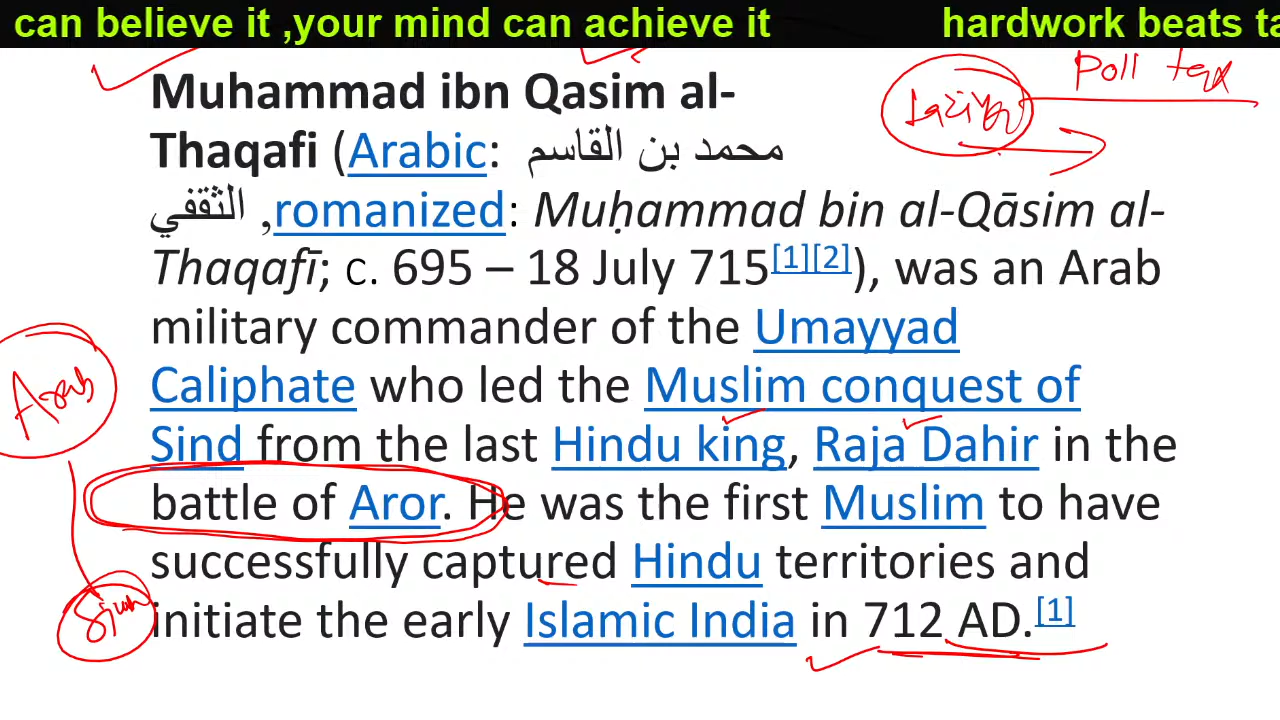 can believe it ,your mind can achieve it hardwork beats ta
Poll tax
Muhammad ibn Qasim al-
Thaqafi (Arabic: محمد بن القاسم
الثقفي, romanized: Muḥammad bin al-Qāsim al-
Thaqafī; c. 695 – 18 July 715[1][2]), was an Arab
military commander of the Umayyad
Caliphate who led the Muslim conquest of
Arab
Sind from the last Hindu king, Raja Dahir in the
battle of Aror. He was the first Muslim to have
successfully captured Hindu territories and
initiate the early Islamic India in 712 AD.[1]